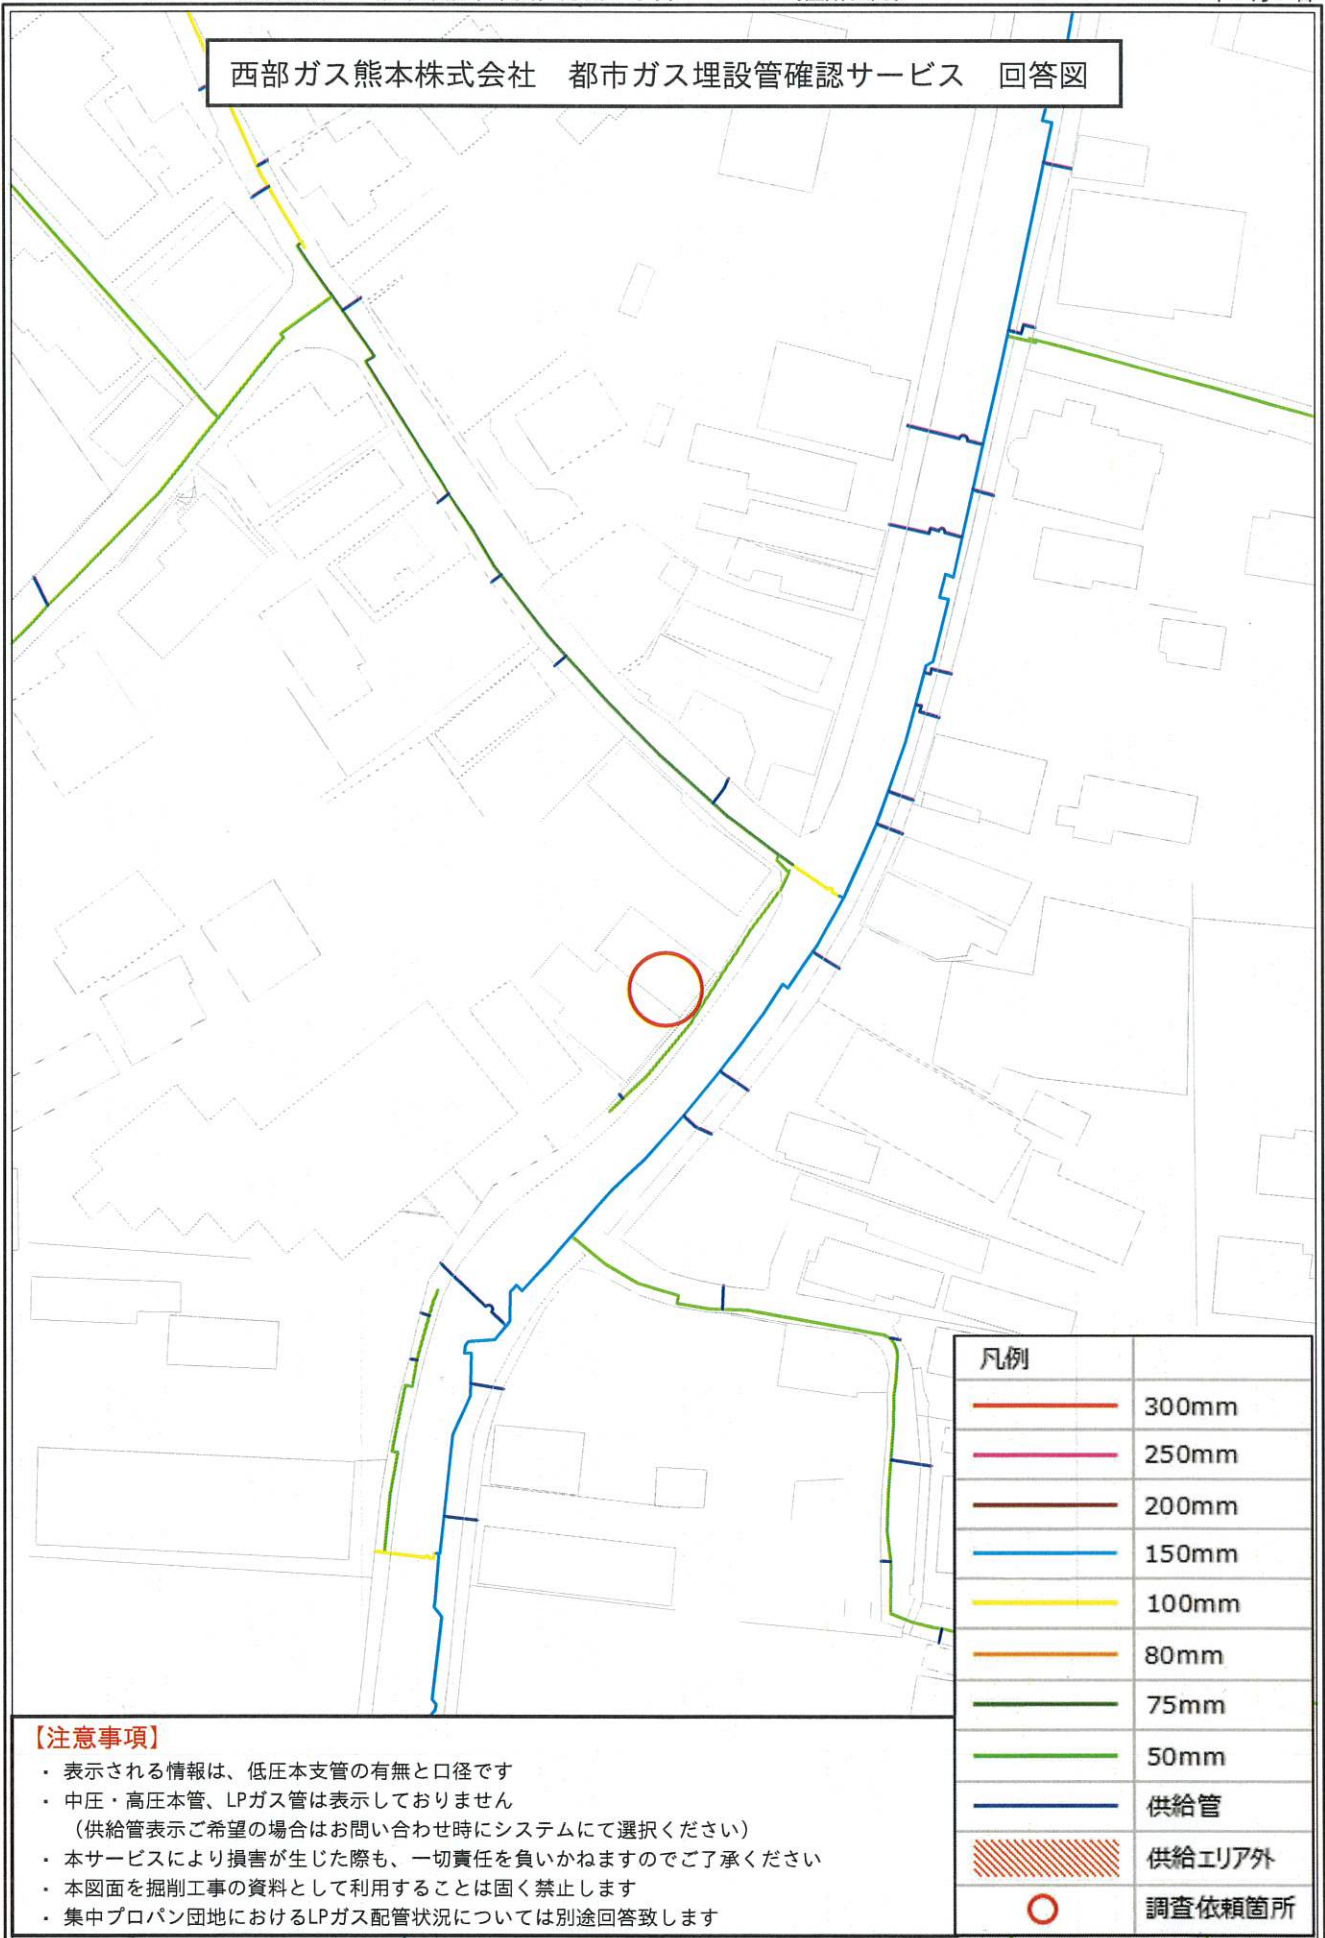 西部ガス熊本株式会社　都市ガス埋設管確認サービス　回答図
凡例
300mm
250mm
200mm
150mm
100mm
80mm
75mm
50mm
供給管
供給エリア外
調査依頼箇所
【注意事項】
・ 表示される情報は、低圧本支管の有無と口径です
・ 中圧・高圧本管、LPガス管は表示しておりません
（供給管表示ご希望の場合はお問い合わせ時にシステムにて選択ください）
・ 本サービスにより損害が生じた際も、一切責任を負いかねますのでご了承ください
・ 本図面を掘削工事の資料として利用することは固く禁止します
・ 集中プロパン団地におけるLPガス配管状況については別途回答致します